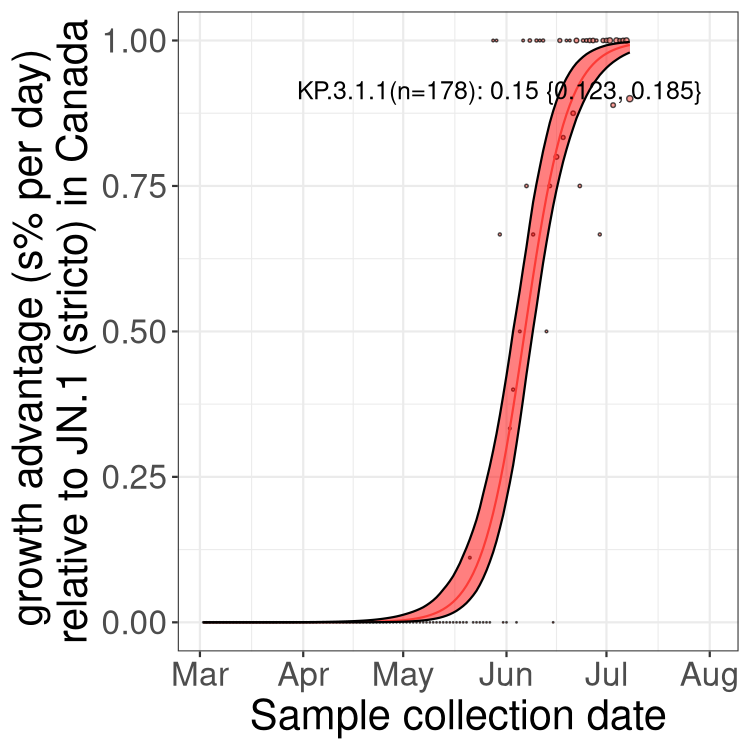 growth advantage (s% per day)
relative to JN.1 (stricto) in Canada
1.00
0.75
0.50
0.25
0.00
KP.3.1.1(n=178): 0.15 {0.123, 0.185}
Mar Apr May Jun Jul Aug
Sample collection date